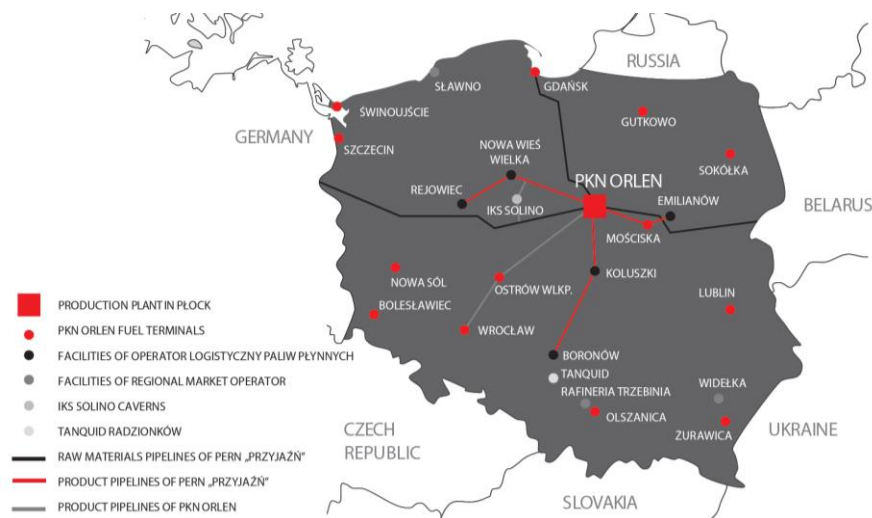 RUSSIA
SŁAWNO
GDAŃSK
ŚWINOUJŚCIE
GUTKOWO
GERMANY
SZCZECIN
NOWA WIEŚ
WIELKA
SOKÓŁKA
PKN ORLEN
REJOWIEC
IKS SOLINO
EMILIANÓW
BELARUS
MOŚCISKA
NOWA SÓL
OSTRÓW WLKP.
KOLUSZKI
BOLESŁAWIEC
LUBLIN
WROCŁAW
BORONÓW
TANQUID
RAFINERIA TRZEBINIA
WIDEŁKA
OLSZANICA
ŻURAWICA
UKRAINE
CZECH
REPUBLIC
SLOVAKIA
PRODUCTION PLANT IN PŁOCK
PKN ORLEN FUEL TERMINALS
FACILITIES OF OPERATOR LOGISTYCZNY PALIW PŁYNNYCH
FACILITIES OF REGIONAL MARKET OPERATOR
IKS SOLINO CAVERNS
TANQUID RADZIONKÓW
RAW MATERIALS PIPELINES OF PERN „PRZYJAŹŃ"
PRODUCT PIPELINES OF PERN „PRZYJAŹŃ"
PRODUCT PIPELINES OF PKN ORLEN